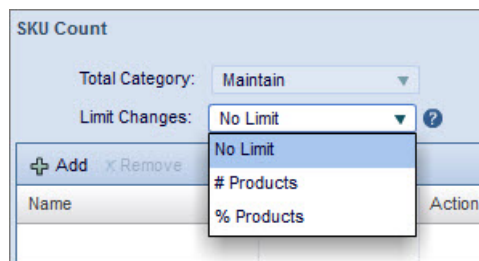 SKU Count
Total Category: Maintain
Limit Changes: No Limit ?
No Limit
Add x Remove
# Products
Name Action
% Products